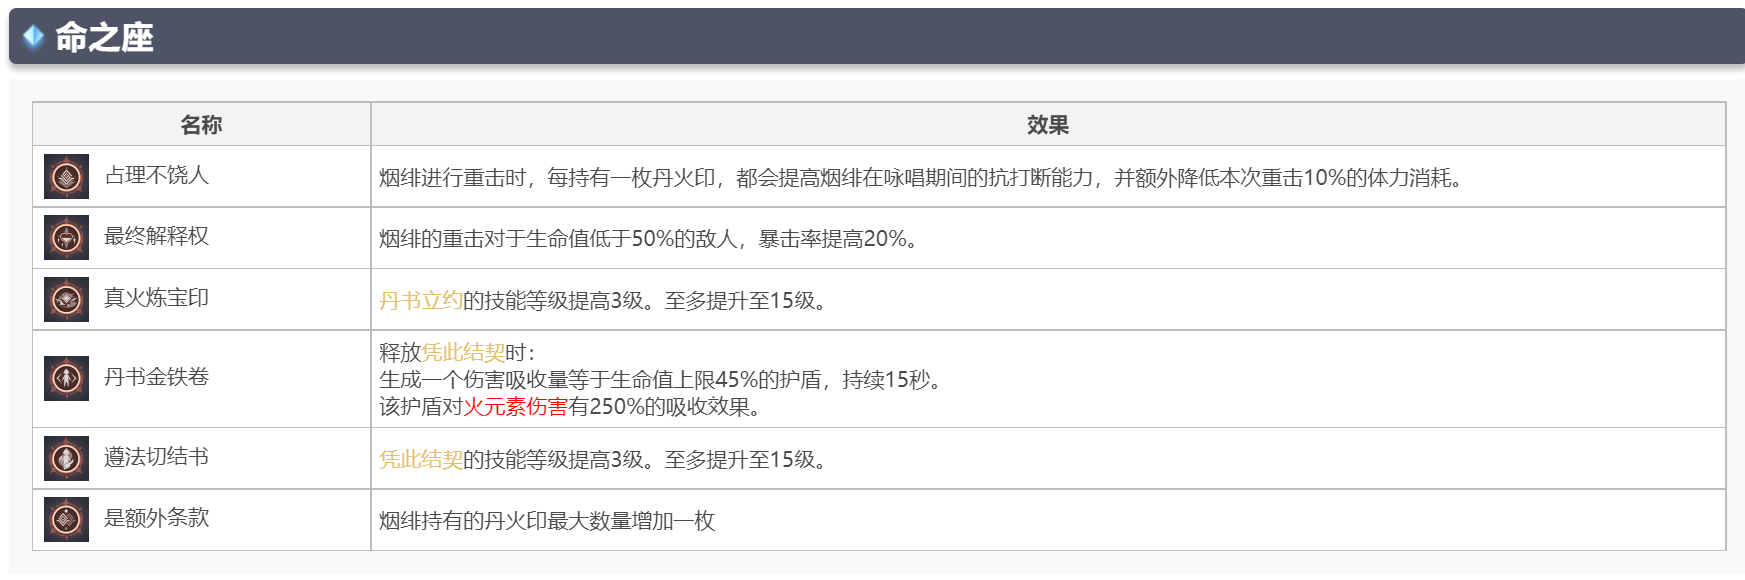 命之座
名称 效果
占理不饶人 烟绯进行重击时，每持有一枚丹火印，都会提高烟绯在咏唱期间的抗打断能力，并额外降低本次重击10%的体力消耗。
最终解释权 烟绯的重击对于生命值低于50%的敌人，暴击率提高20%。
真火炼宝印 丹书立约的技能等级提高3级。至多提升至15级。
丹书金铁卷 释放凭此结契时：
生成一个伤害吸收量等于生命值上限45%的护盾，持续15秒。
该护盾对火元素伤害有250%的吸收效果。
遵法切结书 凭此结契的技能等级提高3级。至多提升至15级。
是额外条款 烟绯持有的丹火印最大数量增加一枚